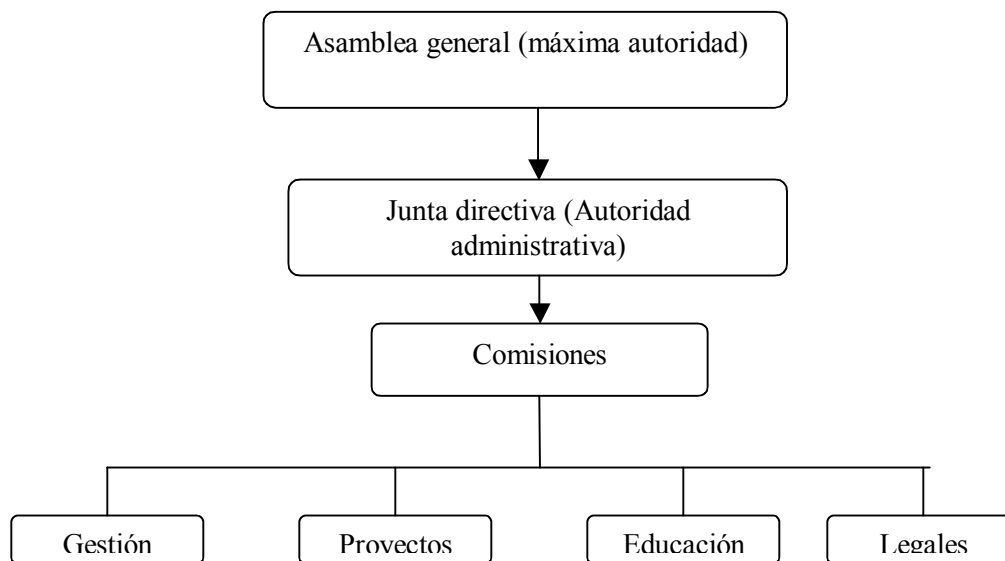 Asamblea general (máxima autoridad)
Junta directiva (Autoridad
administrativa)
Comisiones
Gestión
Proyectos
Educación
Legales